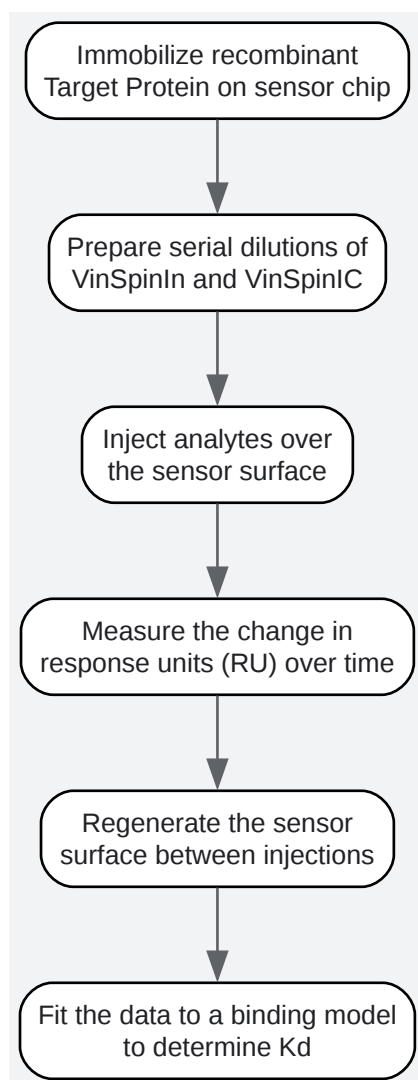 Immobilize recombinant
Target Protein on sensor chip
Prepare serial dilutions of
VinSpinIn and VinSpinIC
Inject analytes over
the sensor surface
Measure the change in
response units (RU) over time
Regenerate the sensor
surface between injections
Fit the data to a binding model
to determine Kd